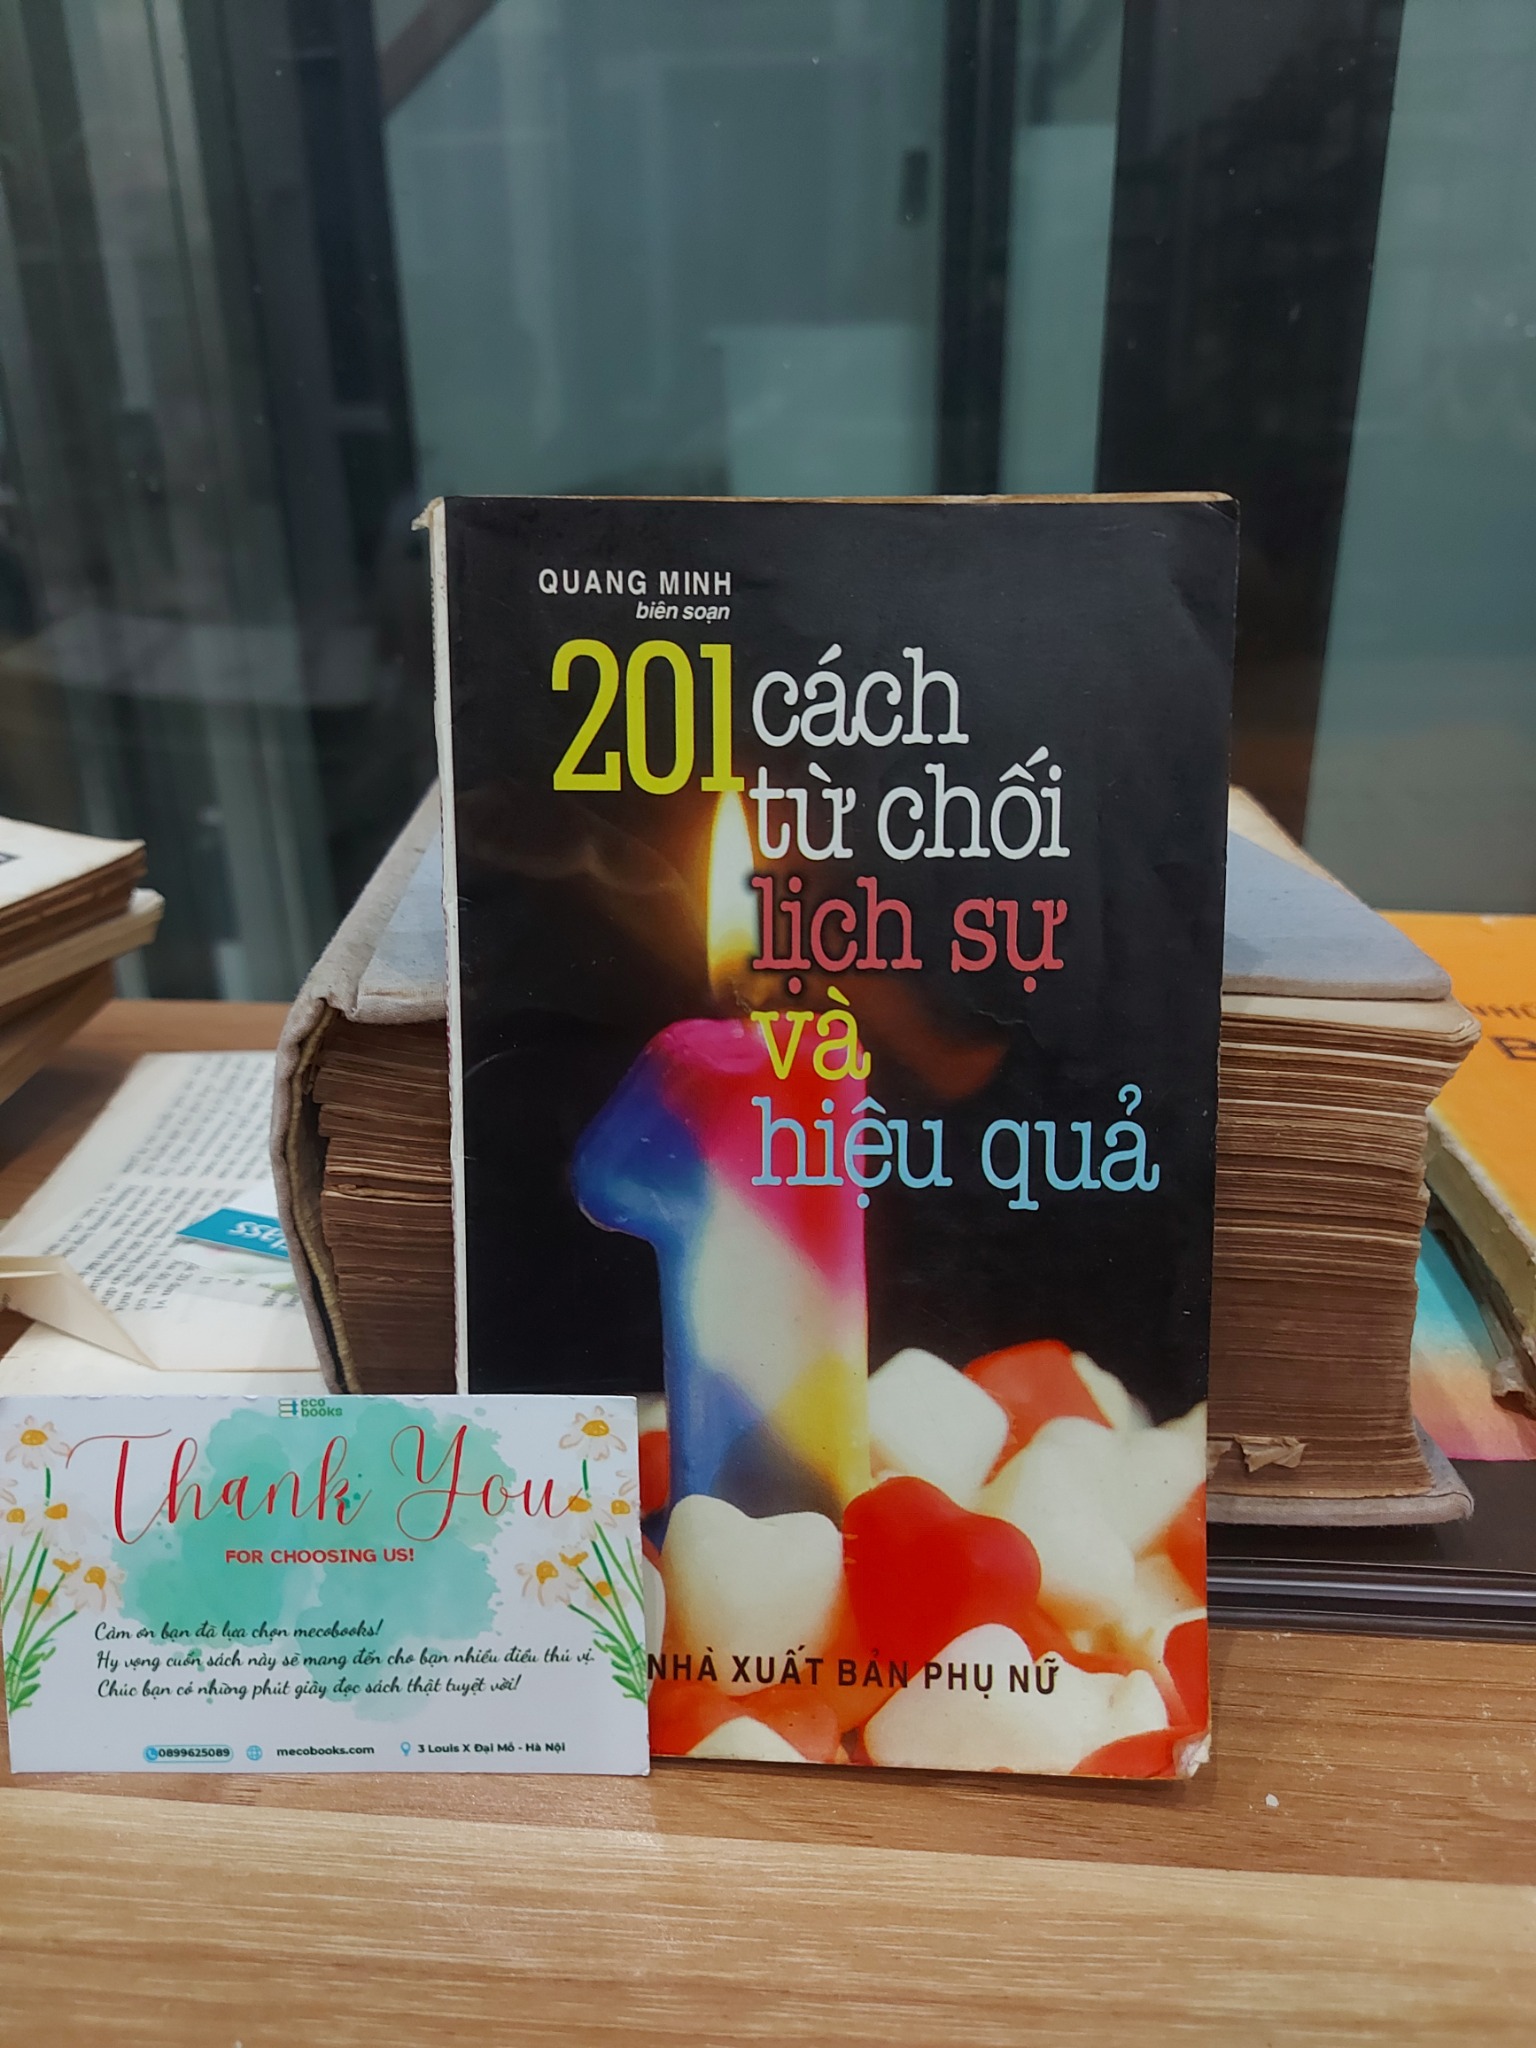 QUANG MINH
biên soạn
201 cách
từ chối
lịch sự
và
hiệu quả
NHÀ XUẤT BẢN PHỤ NỮ
eco
books
Thank You
FOR CHOOSING US!
Cảm ơn bạn đã lựa chọn mecobooks!
Hy vọng cuốn sách này sẽ mang đến cho bạn nhiều điều thú vị.
Chúc bạn có những phút giây đọc sách thật tuyệt vời!
0899625089 mecobooks.com 3 Louis X Đại Mỗ - Hà Nội